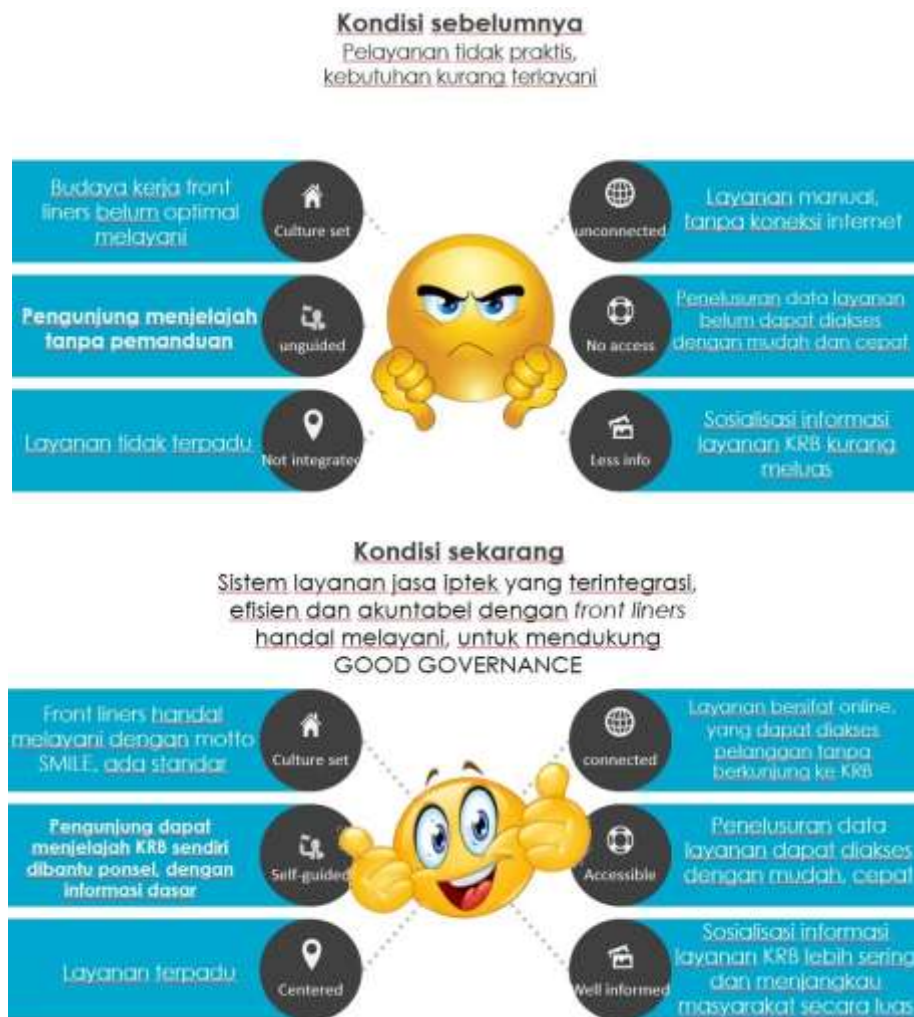 Kondisi sebelumnya
Pelayanan tidak praktis,
kebutuhan kurang terlayani
Budaya kerja front
liners belum optimal
melayani
Culture set
unconnected
Layanan manual,
tanpa koneksi internet
Pengunjung menjelajah
tanpa pemanduan
unguided
No access
Penelusuran data layanan
belum dapat diakses
dengan mudah dan cepat
Layanan tidak terpadu
Not integrated
Less info
Sosialisasi informasi
layanan KRB kurang
meluas
Kondisi sekarang
Sistem layanan jasa iptek yang terintegrasi,
efisien dan akuntabel dengan front liners
handal melayani, untuk mendukung
GOOD GOVERNANCE
Front liners handal
melayani dengan motto
SMILE, ada standar
Culture set
connected
Layanan bersifat online,
yang dapat diakses
pelanggan tanpa
berkunjung ke KRB
Pengunjung dapat
menjelajah KRB sendiri
dibantu ponsel, dengan
informasi dasar
Self-guided
Accessible
Penelusuran data
layanan dapat diakses
dengan mudah, cepat
Layanan terpadu
Centered
Well informed
Sosialisasi informasi
layanan KRB lebih sering
dan menjangkau
masyarakat secara luas